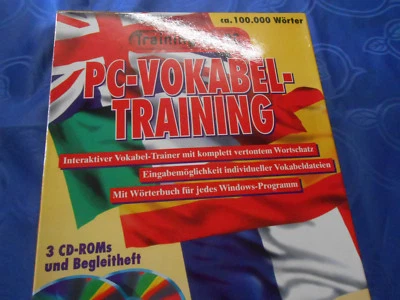 ca.100.000 Wörter
Training
PC-VOKABEL-
TRAINING
Interaktiver Vokabel-Trainer mit komplett vertontem Wortschatz
Eingabemöglichkeit individueller Vokabeldateien
Mit Wörterbuch für jedes Windows-Programm
3 CD-ROMs
und Begleitheft